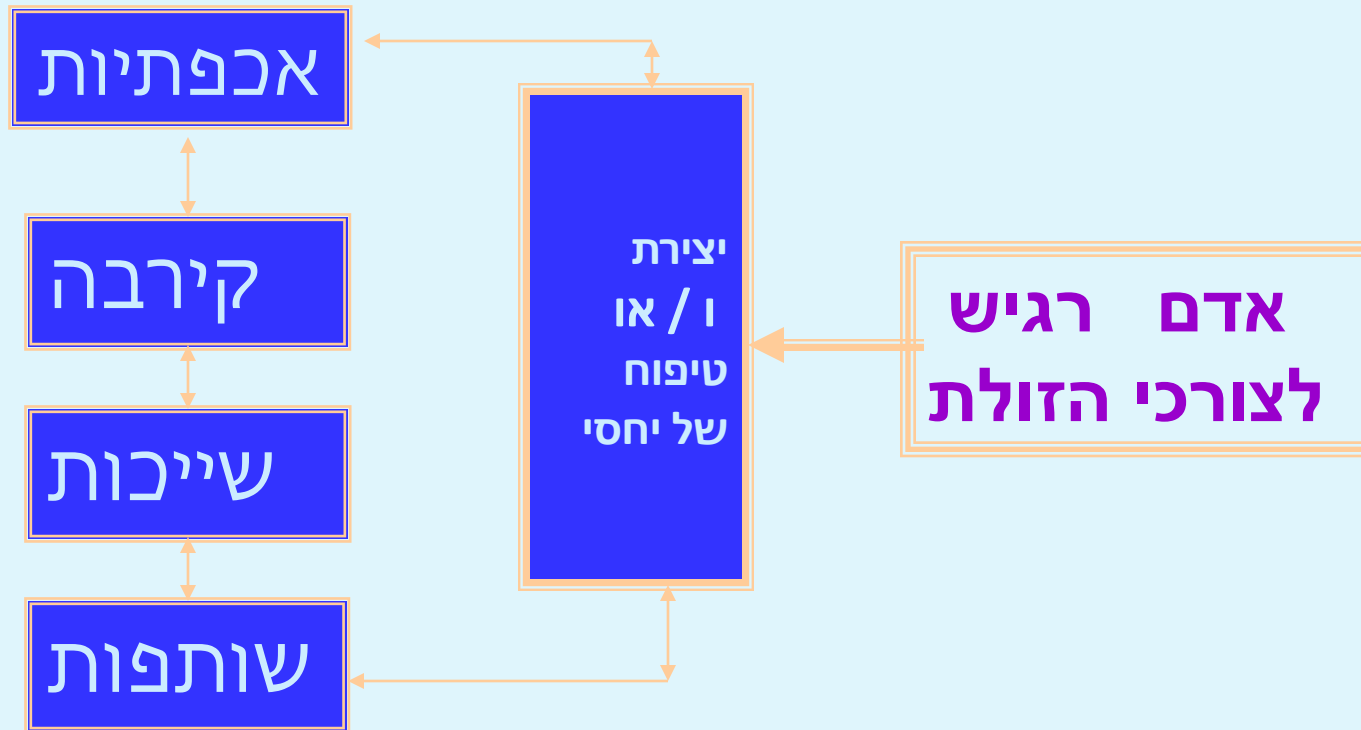 אדם רגיש
לצורכי הזולת
יצירת
ו / או
טיפוח
של יחסי
אכפתיות
קירבה
שייכות
שותפות